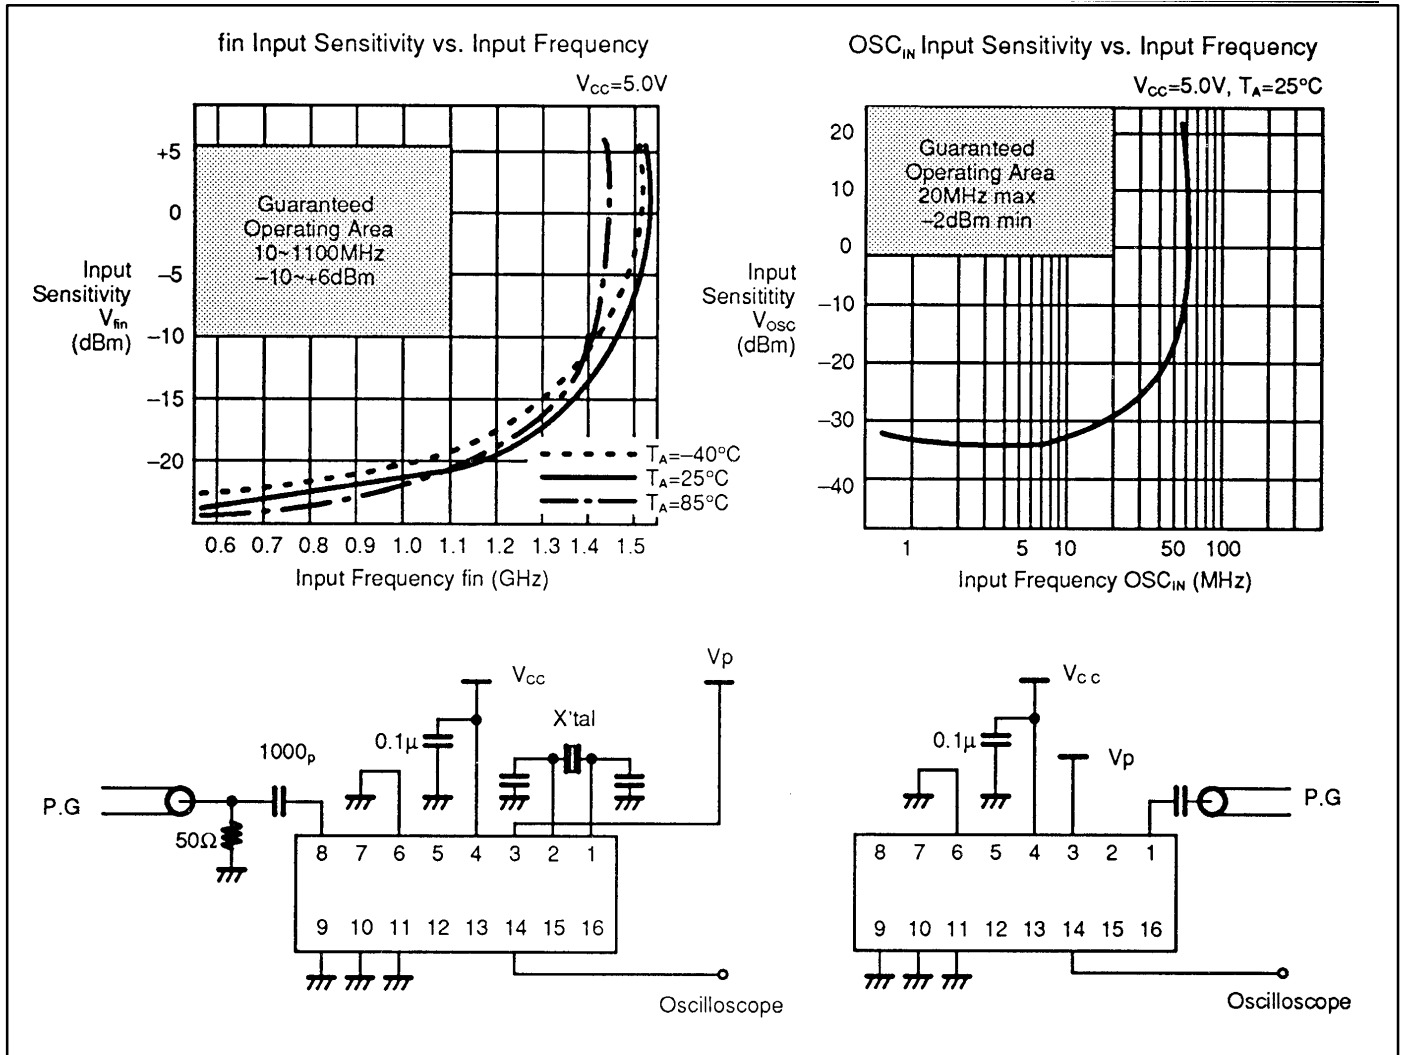 fin Input Sensitivity vs. Input Frequency
VCC=5.0V
+5
0
−5
−10
−15
−20
Input
Sensitivity
Vfin
(dBm)
Guaranteed
Operating Area
10~1100MHz
−10~+6dBm
TA=−40°C
TA=25°C
TA=85°C
0.6 0.7 0.8 0.9 1.0 1.1 1.2 1.3 1.4 1.5
Input Frequency fin (GHz)
OSCIN Input Sensitivity vs. Input Frequency
VCC=5.0V, TA=25°C
20
10
0
−10
−20
−30
−40
Input
Sensitity
VOSC
(dBm)
Guaranteed
Operating Area
20MHz max
−2dBm min
1 5 10 50 100
Input Frequency OSCIN (MHz)
VCC
Vp
X'tal
0.1µ
1000p
P.G
50Ω
8 7 6 5 4 3 2 1
9 10 11 12 13 14 15 16
Oscilloscope
Vcc
0.1µ
Vp
P.G
8 7 6 5 4 3 2 1
9 10 11 12 13 14 15 16
Oscilloscope